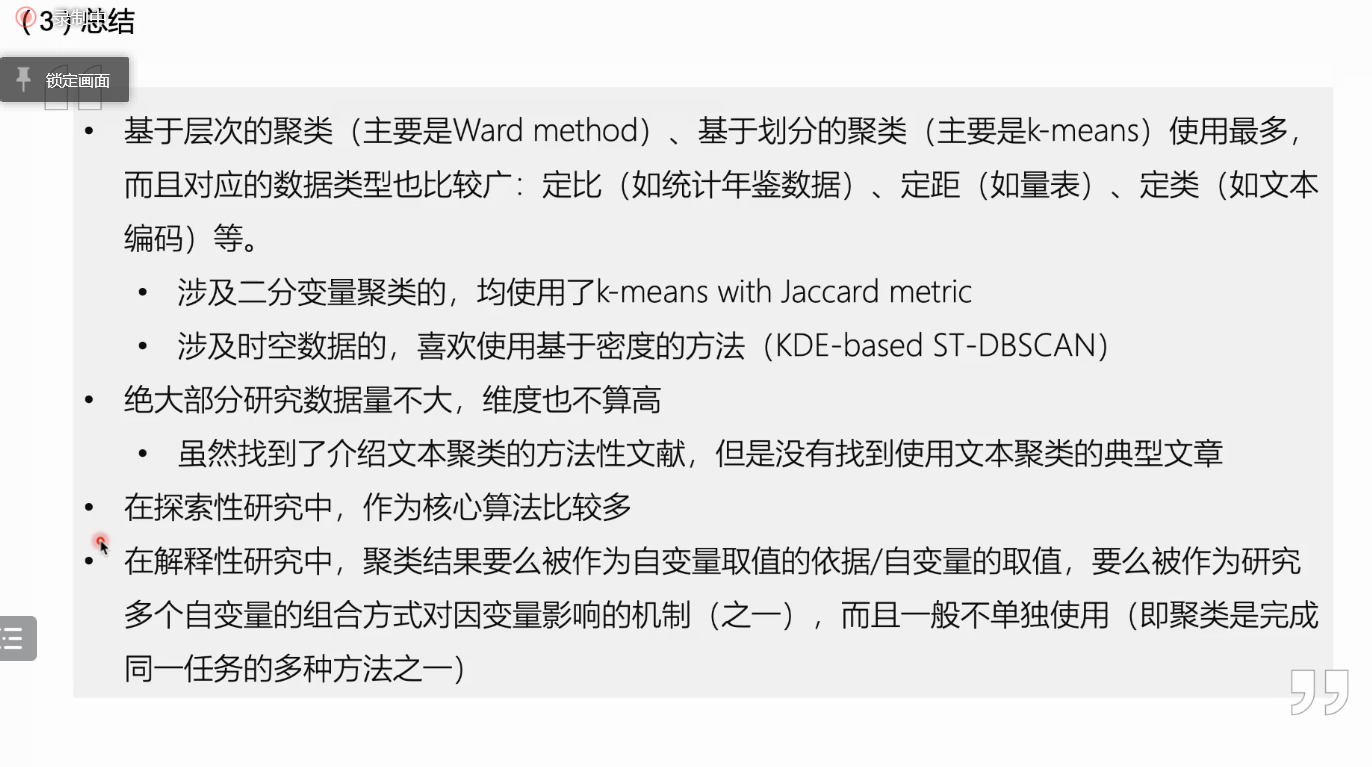 （3）总结
录制中
锁定画面
• 基于层次的聚类（主要是Ward method）、基于划分的聚类（主要是k-means）使用最多，
而且对应的数据类型也比较广：定比（如统计年鉴数据）、定距（如量表）、定类（如文本
编码）等。
• 涉及二分变量聚类的，均使用了k-means with Jaccard metric
• 涉及时空数据的，喜欢使用基于密度的方法（KDE-based ST-DBSCAN）
• 绝大部分研究数据量不大，维度也不算高
• 虽然找到了介绍文本聚类的方法性文献，但是没有找到使用文本聚类的典型文章
• 在探索性研究中，作为核心算法比较多
• 在解释性研究中，聚类结果要么被作为自变量取值的依据/自变量的取值，要么被作为研究
多个自变量的组合方式对因变量影响的机制（之一），而且一般不单独使用（即聚类是完成
同一任务的多种方法之一）